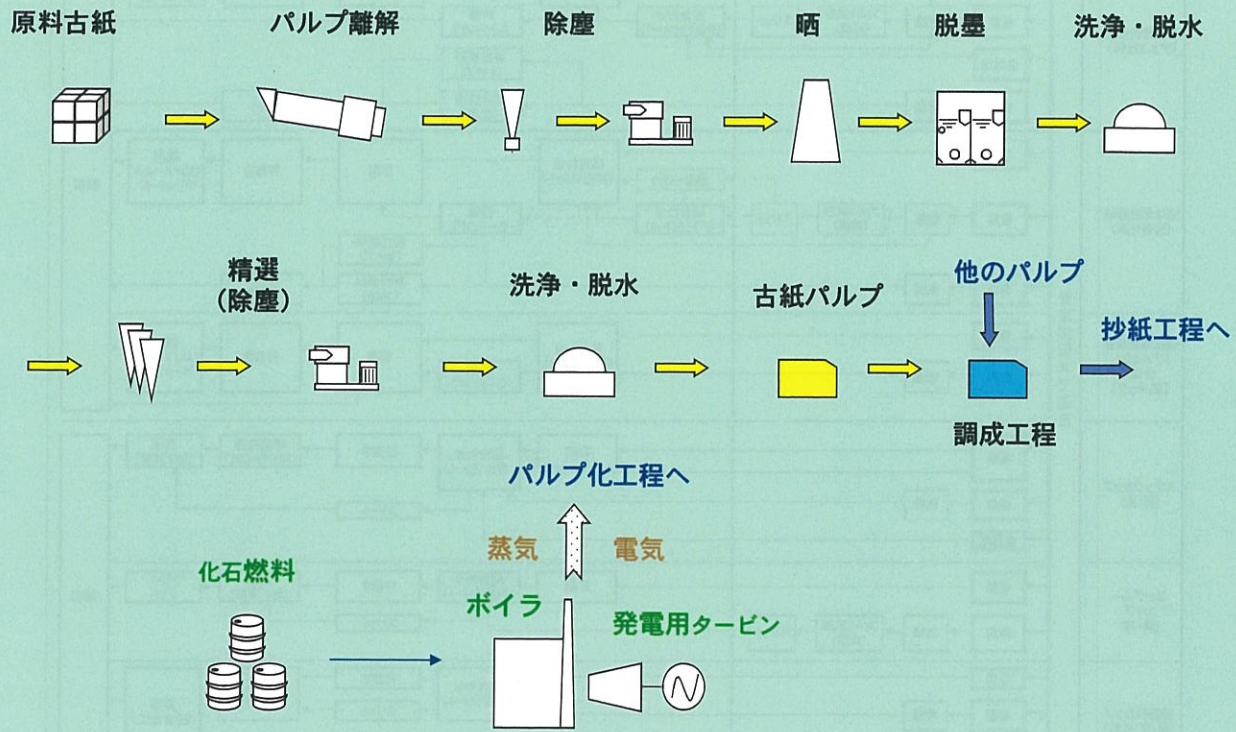 原料古紙
パルプ離解
除塵
晒
脱墨
洗浄・脱水
精選
（除塵）
洗浄・脱水
古紙パルプ
他のパルプ
抄紙工程へ
調成工程
パルプ化工程へ
蒸気
電気
化石燃料
ボイラ
発電用タービン